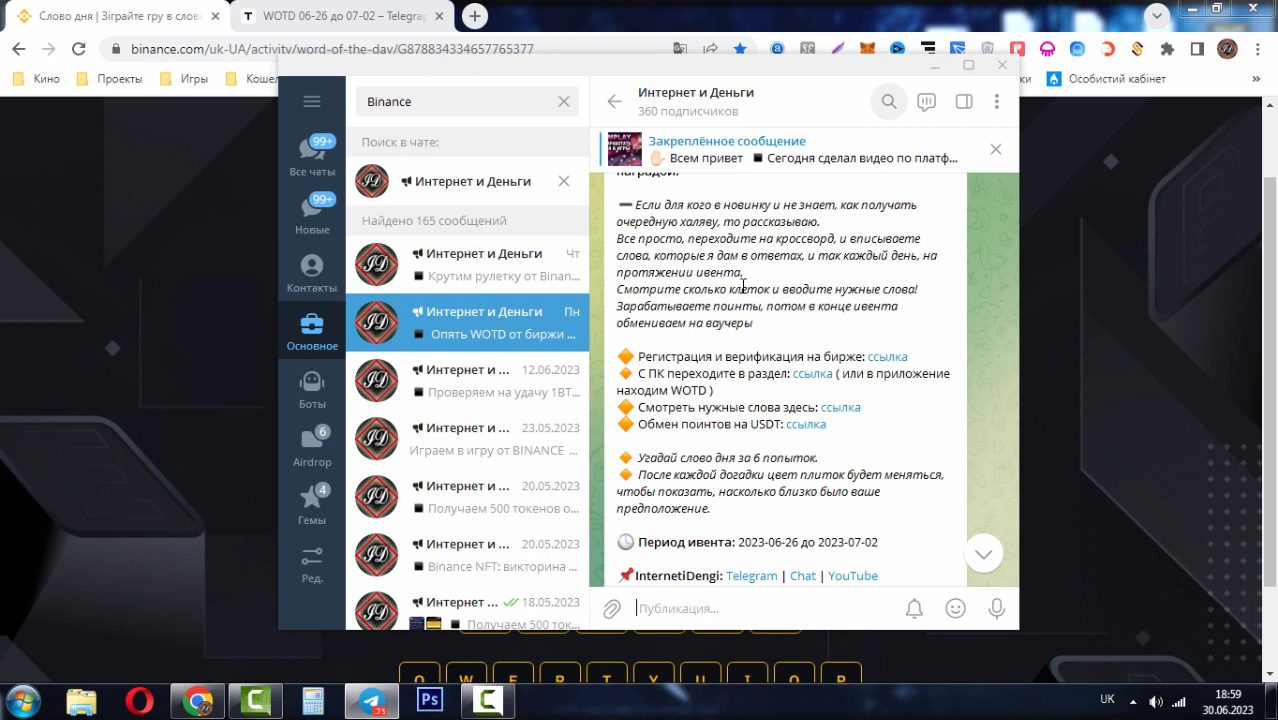 Слово дня | Зіграйте гру в слова
WOTD 06-26 до 07-02 – Telegrap
binance.com/uk-UA/activity/word-of-the-day/G878834334657765377
Кино
Проекты
Игры
Кошел
ки
Особистий кабінет
Binance
Интернет и Деньги
360 подписчиков
Закреплённое сообщение
Всем привет ◾ Сегодня сделал видео по платф...
Поиск в чате:
Интернет и Деньги
Найдено 165 сообщений
99+
Все чаты
99+
Новые
Контакты
Основное
Боты
6
Airdrop
4
Гемы
Ред.
Интернет и Деньги Чт
Крутим рулетку от Binan...
Интернет и Деньги Пн
Опять WOTD от биржи ...
Интернет и ... 12.06.2023
Проверяем на удачу 1BT...
Интернет и ... 23.05.2023
Играем в игру от BINANCE ...
Интернет и ... 20.05.2023
Получаем 500 токенов о...
Интернет и ... 20.05.2023
Binance NFT: викторина ...
Интернет ... 18.05.2023
Получаем 500 ток...
наградой.
➖Если для кого в новинку и не знает, как получать
очередную халяву, то рассказываю.
Все просто, переходите на кроссворд, и вписываете
слова, которые я дам в ответах, и так каждый день, на
протяжении ивента.
Смотрите сколько клеток и вводите нужные слова!
Зарабатываете поинты, потом в конце ивента
обмениваем на ваучеры
🔶 Регистрация и верификация на бирже: ссылка
🔸 С ПК переходите в раздел: ссылка ( или в приложение
находим WOTD )
🔶 Смотреть нужные слова здесь: ссылка
🔶 Обмен поинтов на USDT: ссылка
🔸 Угадай слово дня за 6 попыток.
🔸 После каждой догадки цвет плиток будет меняться,
чтобы показать, насколько близко было ваше
предположение.
🕓 Период ивента: 2023-06-26 до 2023-07-02
📌InternetiDengi: Telegram | Chat | YouTube
Публикация...
Q W E R T Y U I O P
Ps
75
UK
18:59
30.06.2023